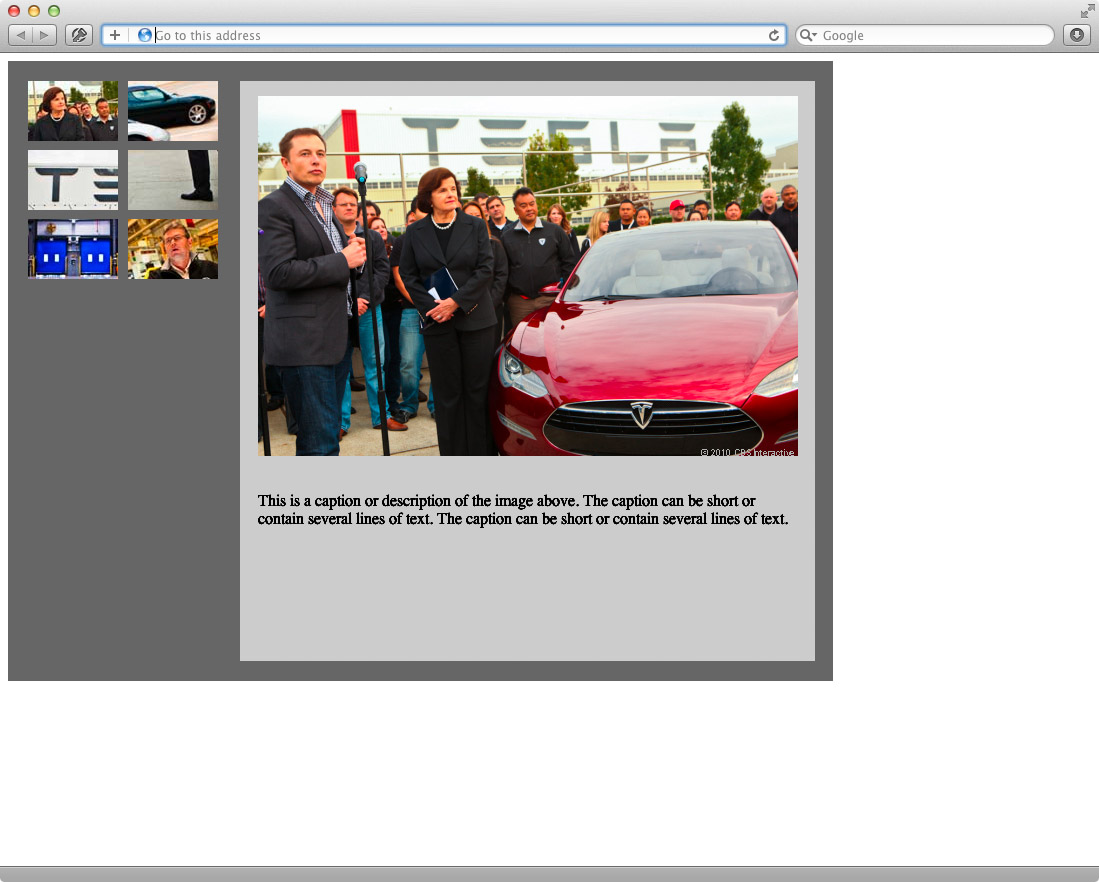 Go to this address
Google
TESLA
TES
© 2010 CBS Interactive
This is a caption or description of the image above. The caption can be short or
contain several lines of text. The caption can be short or contain several lines of text.